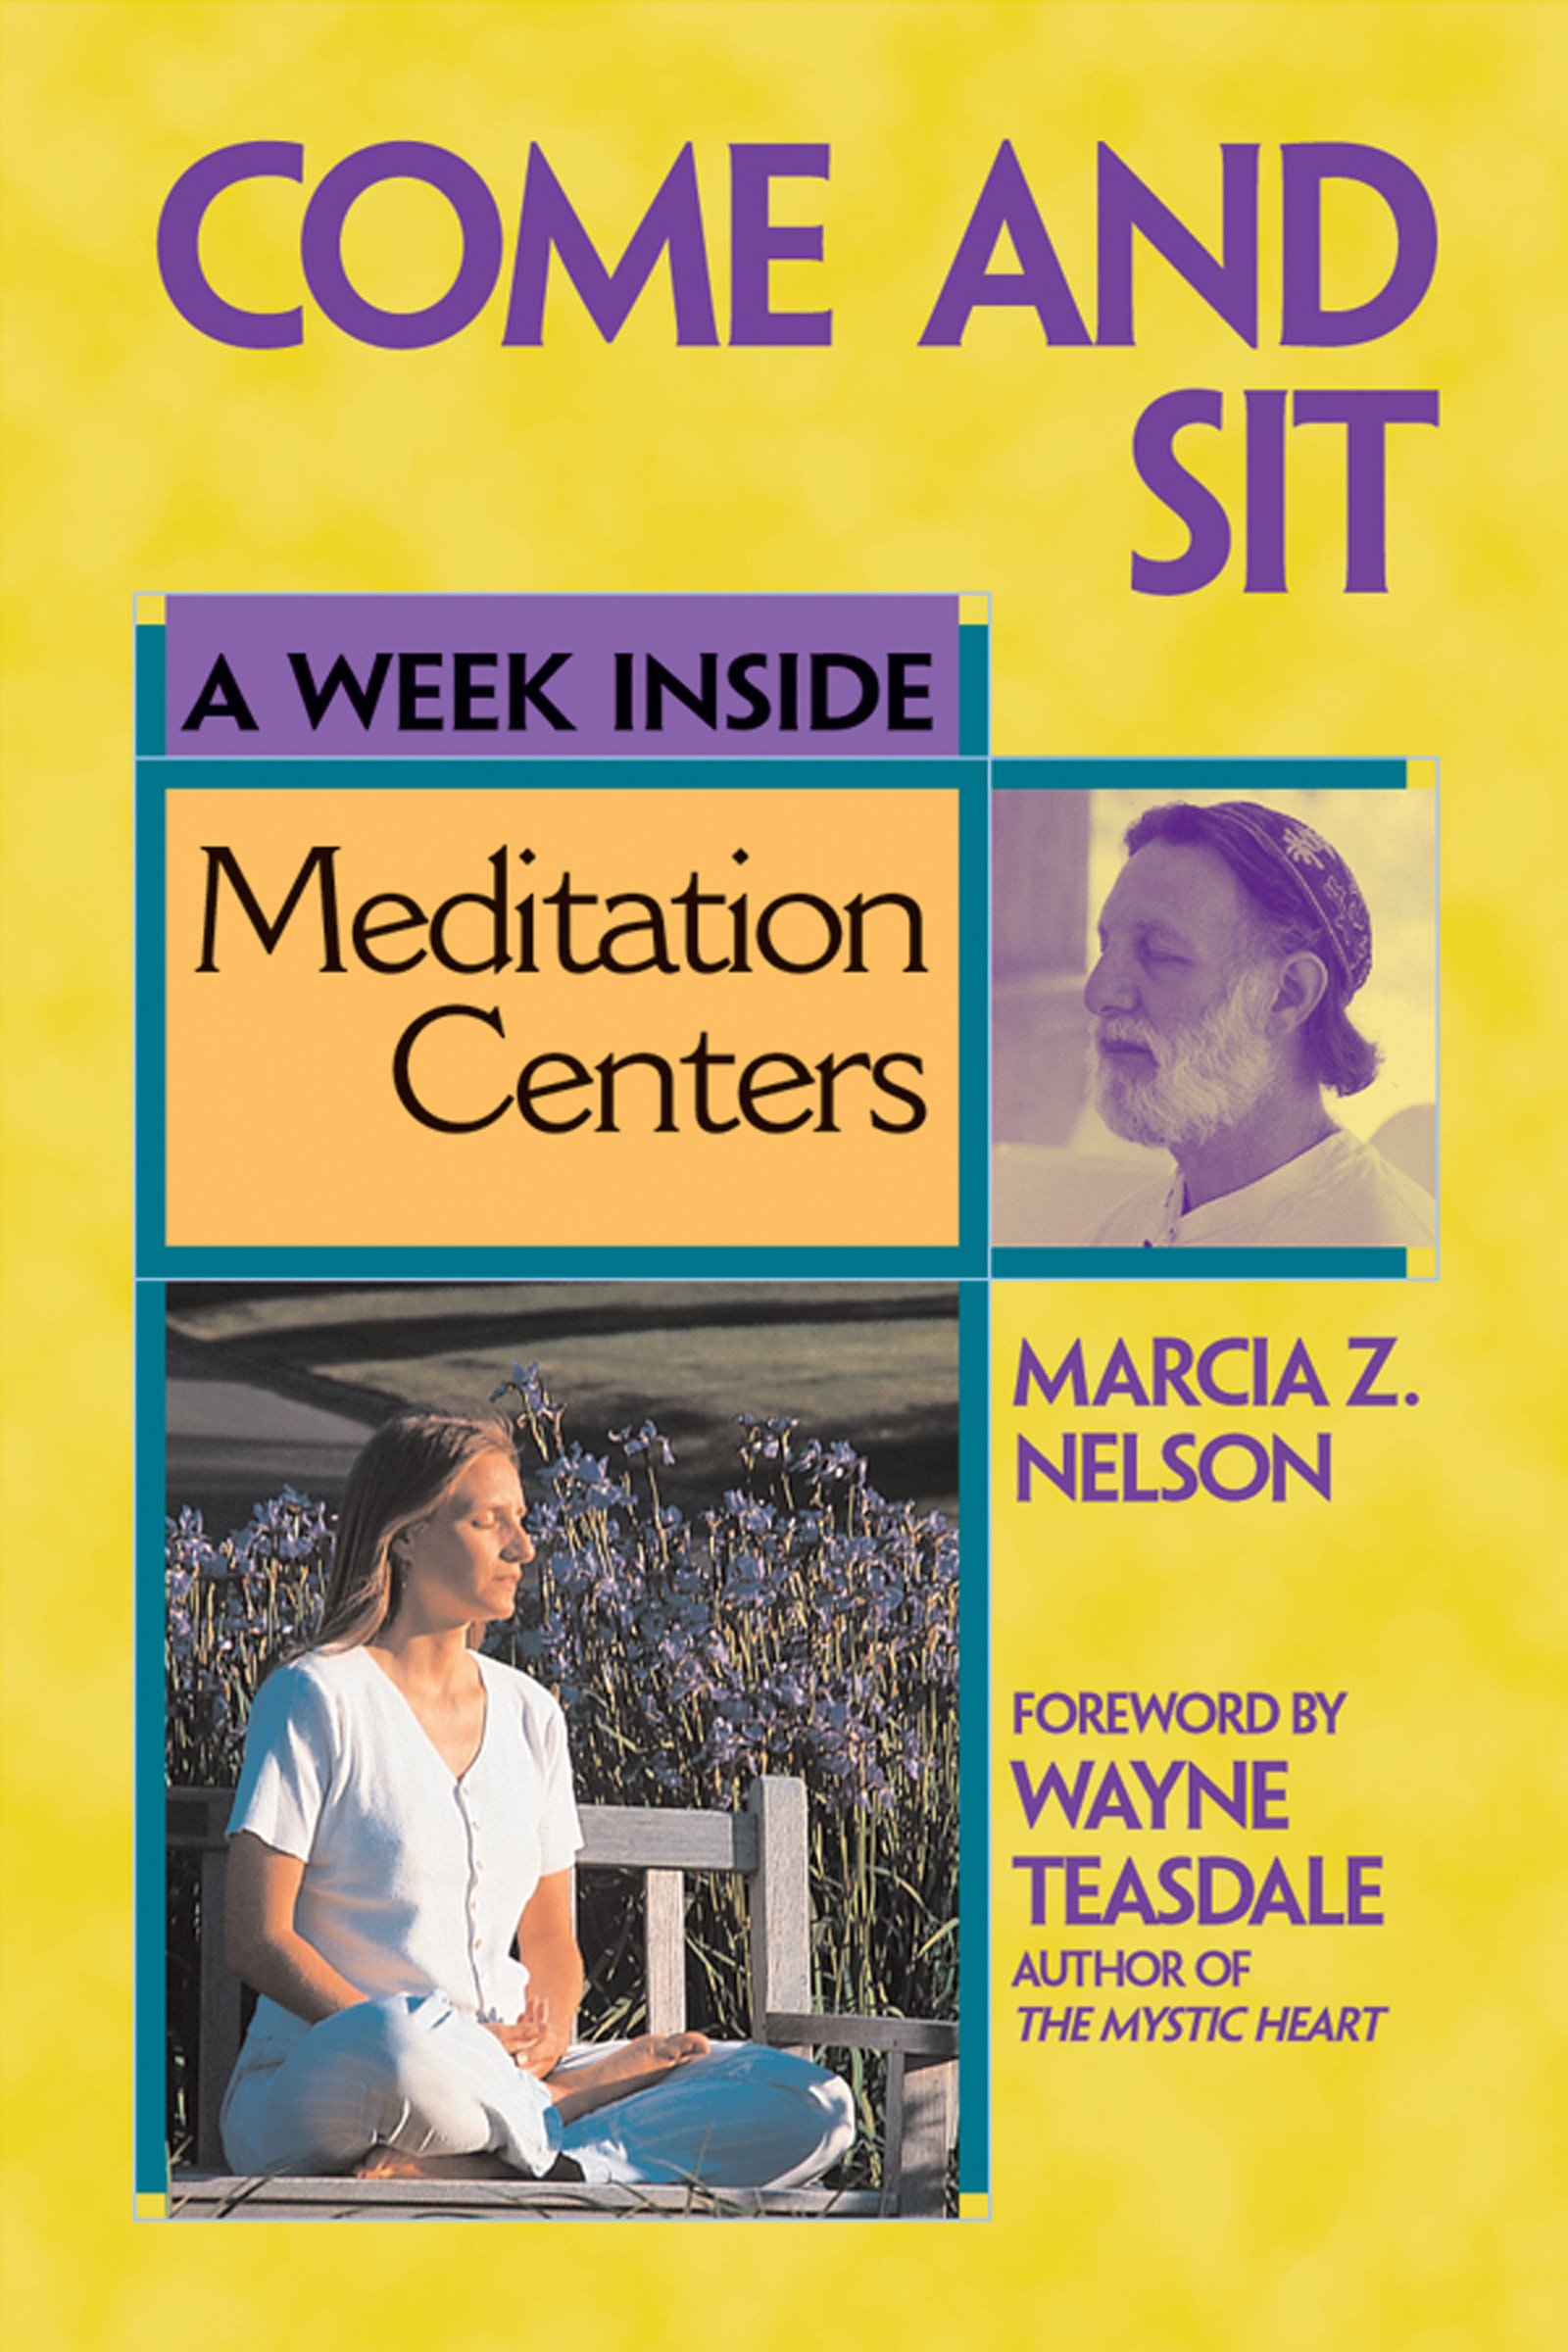 COME AND
SIT
A WEEK INSIDE
Meditation
Centers
MARCIA Z.
NELSON
FOREWORD BY
WAYNE
TEASDALE
AUTHOR OF
THE MYSTIC HEART